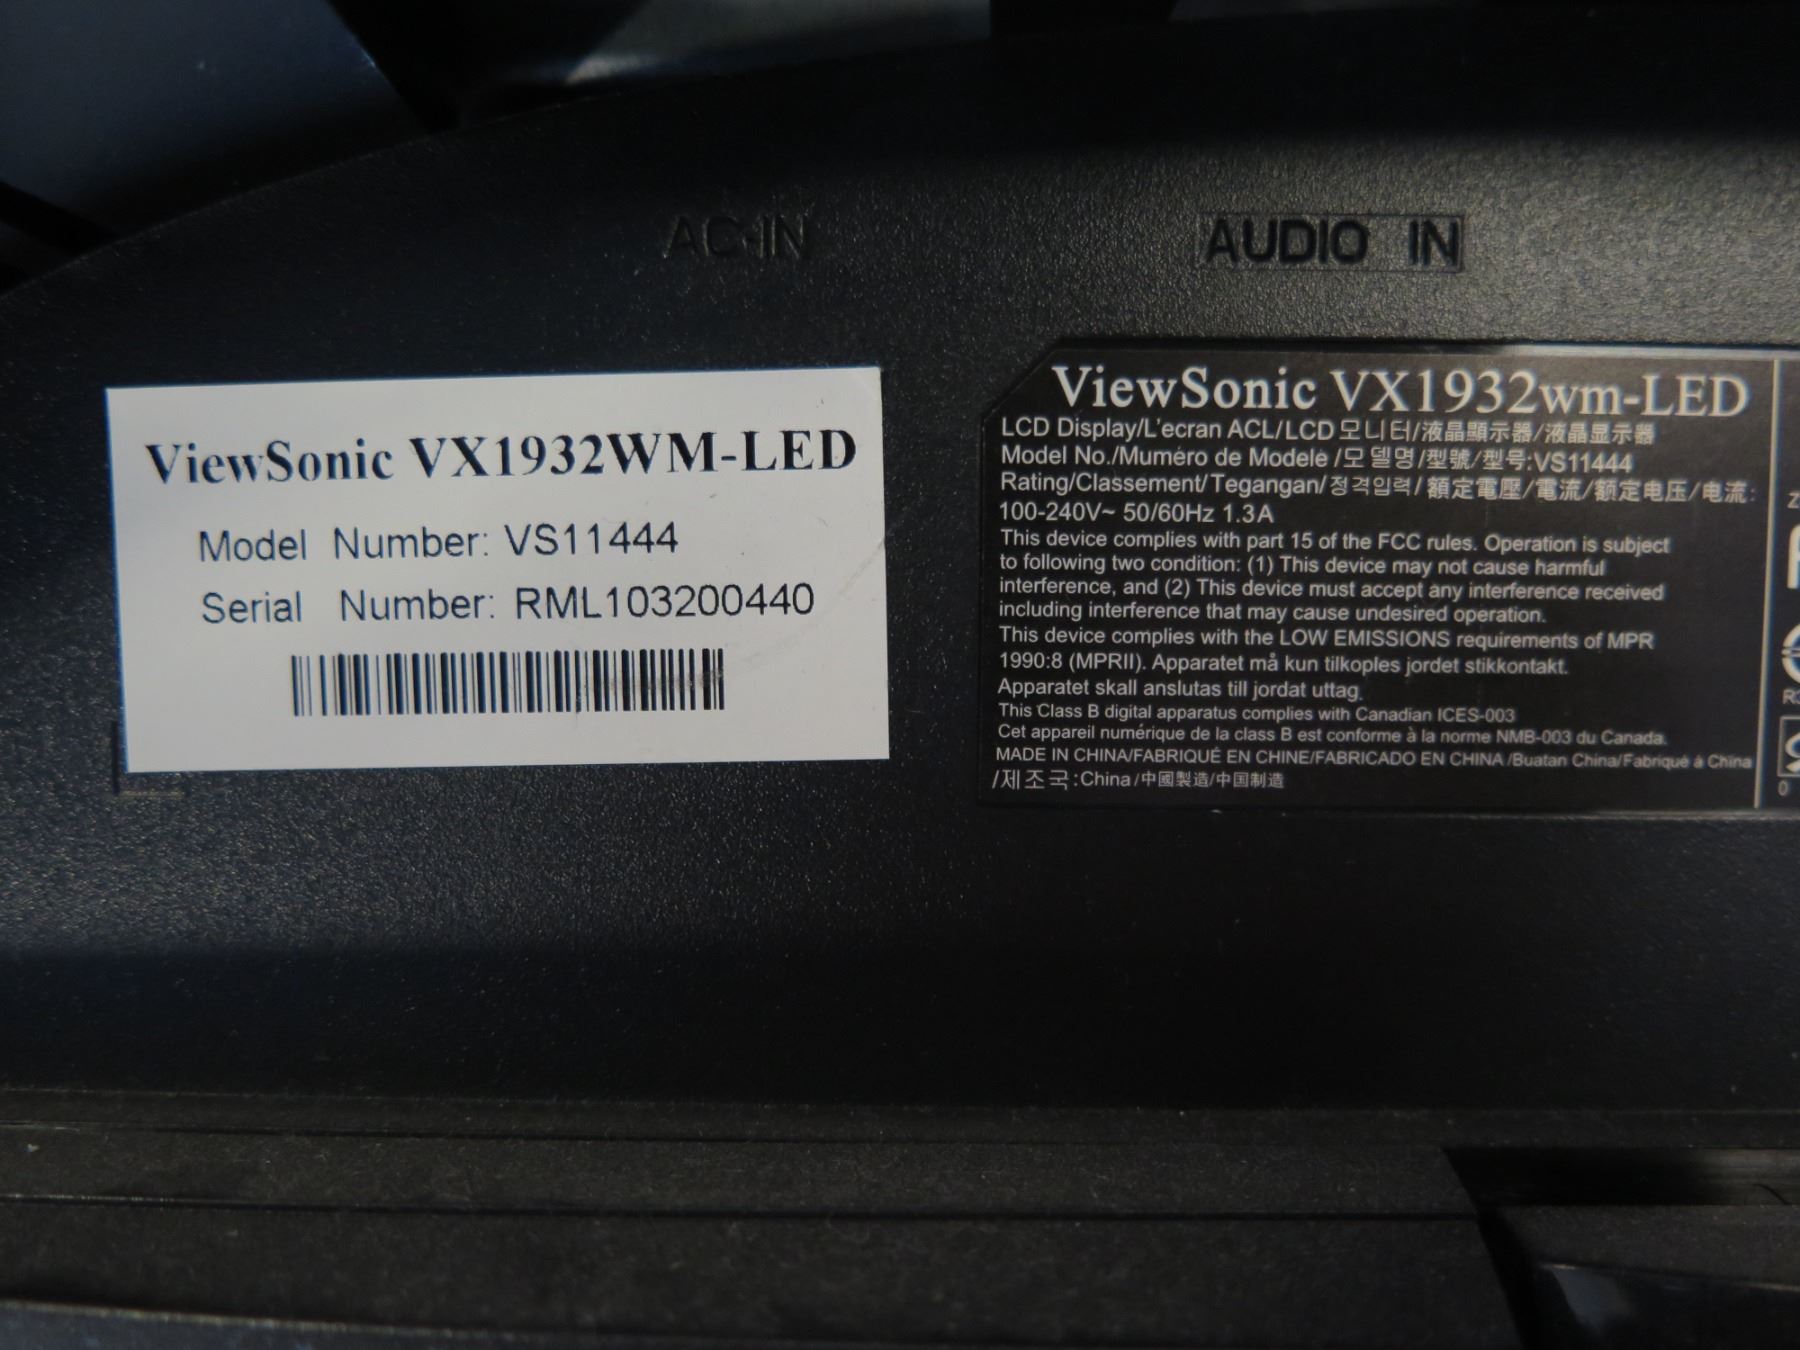 AC-IN
AUDIO IN
ViewSonic VX1932WM-LED
Model Number: VS11444
Serial Number: RML103200440
ViewSonic VX1932wm-LED
LCD Display/L'ecran ACL/LCD 모니터/液晶顯示器/液晶显示器
Model No./Muméro de Modele /모델명/型號/型号:VS11444
Rating/Classement/Tegangan/정격입력/額定電壓/電流/额定电压/电流:
100-240V~ 50/60Hz 1.3A
This device complies with part 15 of the FCC rules. Operation is subject
to following two condition: (1) This device may not cause harmful
interference, and (2) This device must accept any interference received
including interference that may cause undesired operation.
This device complies with the LOW EMISSIONS requirements of MPR
1990:8 (MPRII). Apparatet må kun tilkoples jordet stikkontakt.
Apparatet skall anslutas till jordat uttag.
This Class B digital apparatus complies with Canadian ICES-003
Cet appareil numérique de la class B est conforme à la norme NMB-003 du Canada.
MADE IN CHINA/FABRIQUÉ EN CHINE/FABRICADO EN CHINA /Buatan China/Fabriqué à China
/제조국:China/中國製造/中国制造